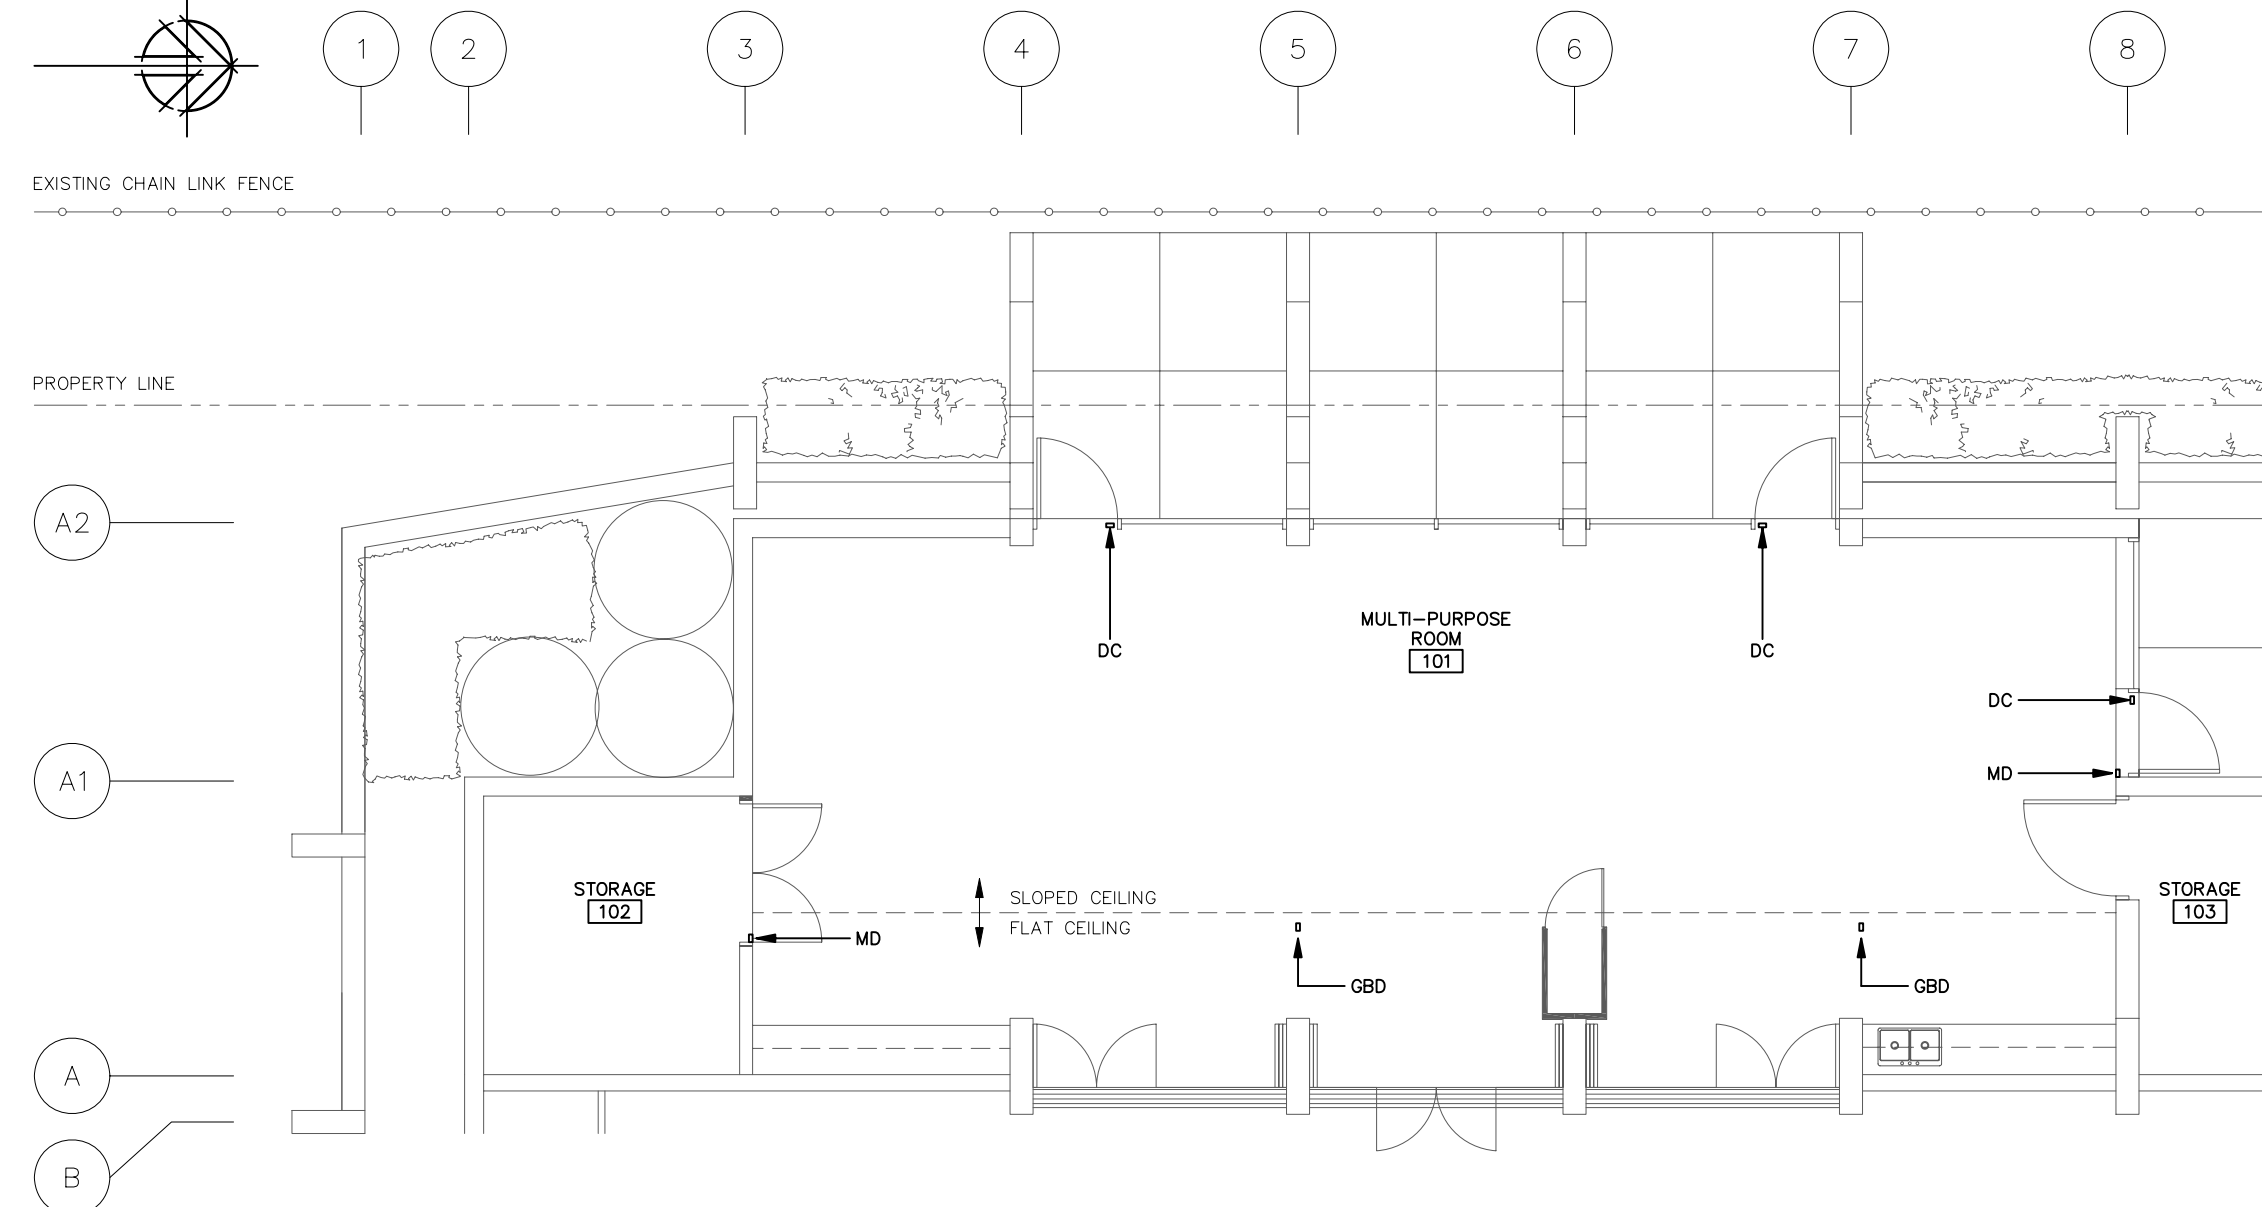 1 2 3 4 5 6 7 8
EXISTING CHAIN LINK FENCE
PROPERTY LINE
A2
MULTI-PURPOSE
ROOM
101
DC
DC
DC
A1
MD
STORAGE
102
SLOPED CEILING
FLAT CEILING
STORAGE
103
MD
GBD
GBD
A
B